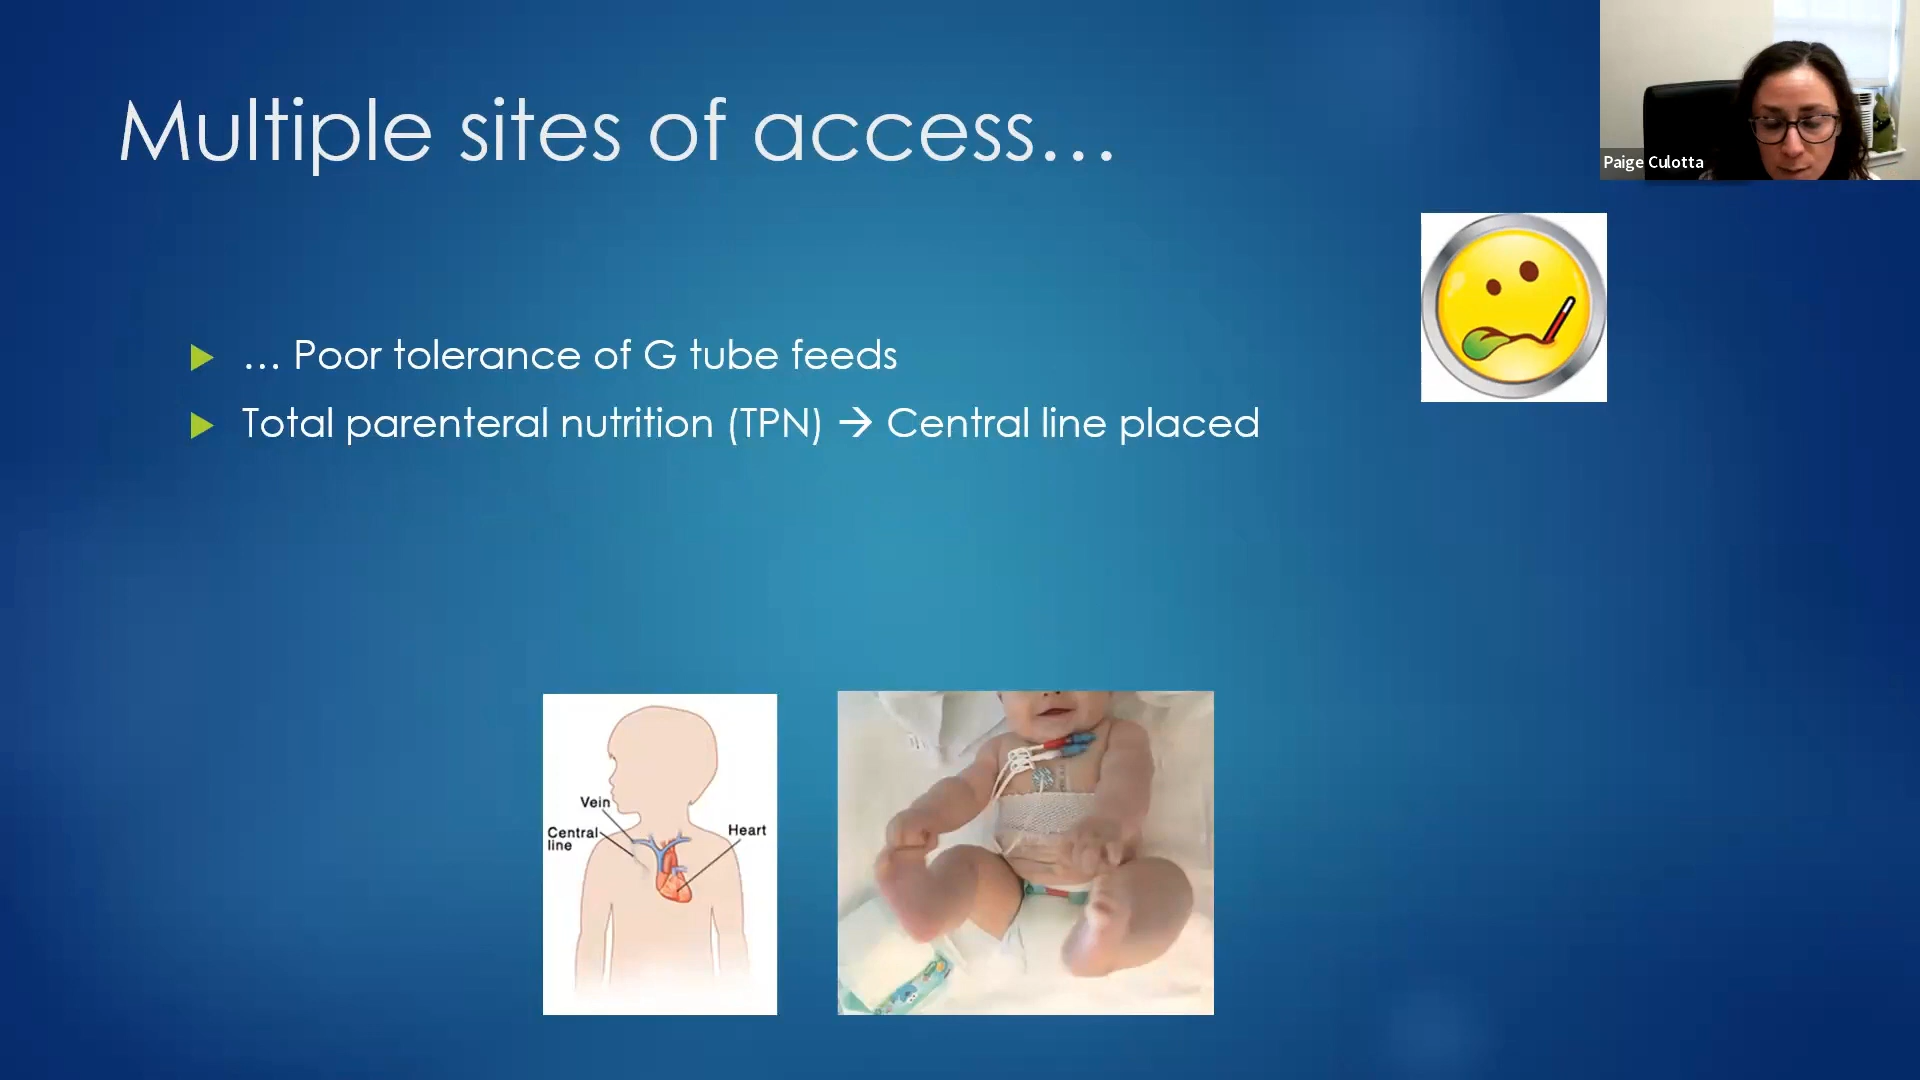 Multiple sites of access...
Paige Culotta
... Poor tolerance of G tube feeds
Total parenteral nutrition (TPN) → Central line placed
Vein
Central
line
Heart